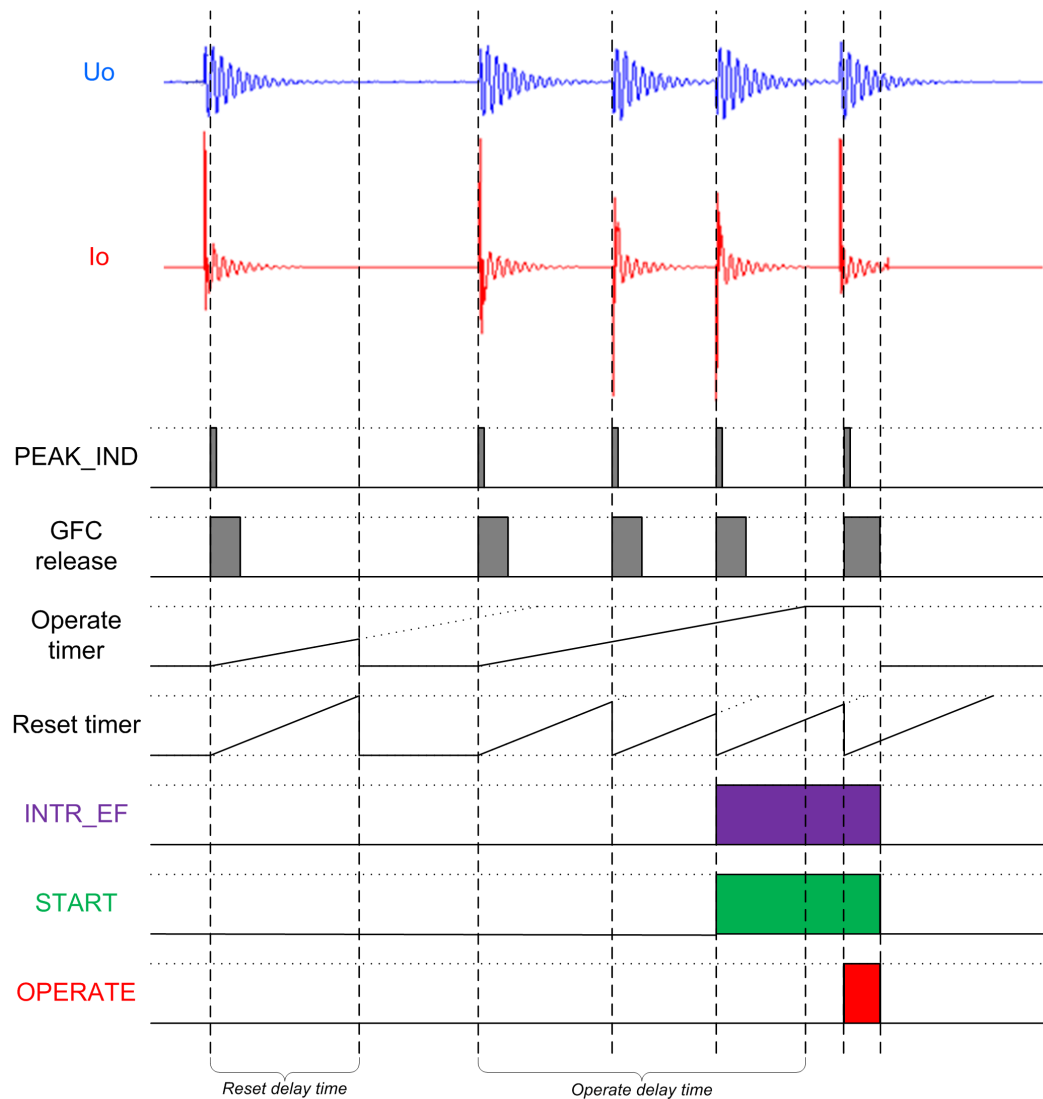 Uo
Io
PEAK_IND
GFC
release
Operate
timer
Reset timer
INTR_EF
START
OPERATE
Reset delay time
Operate delay time